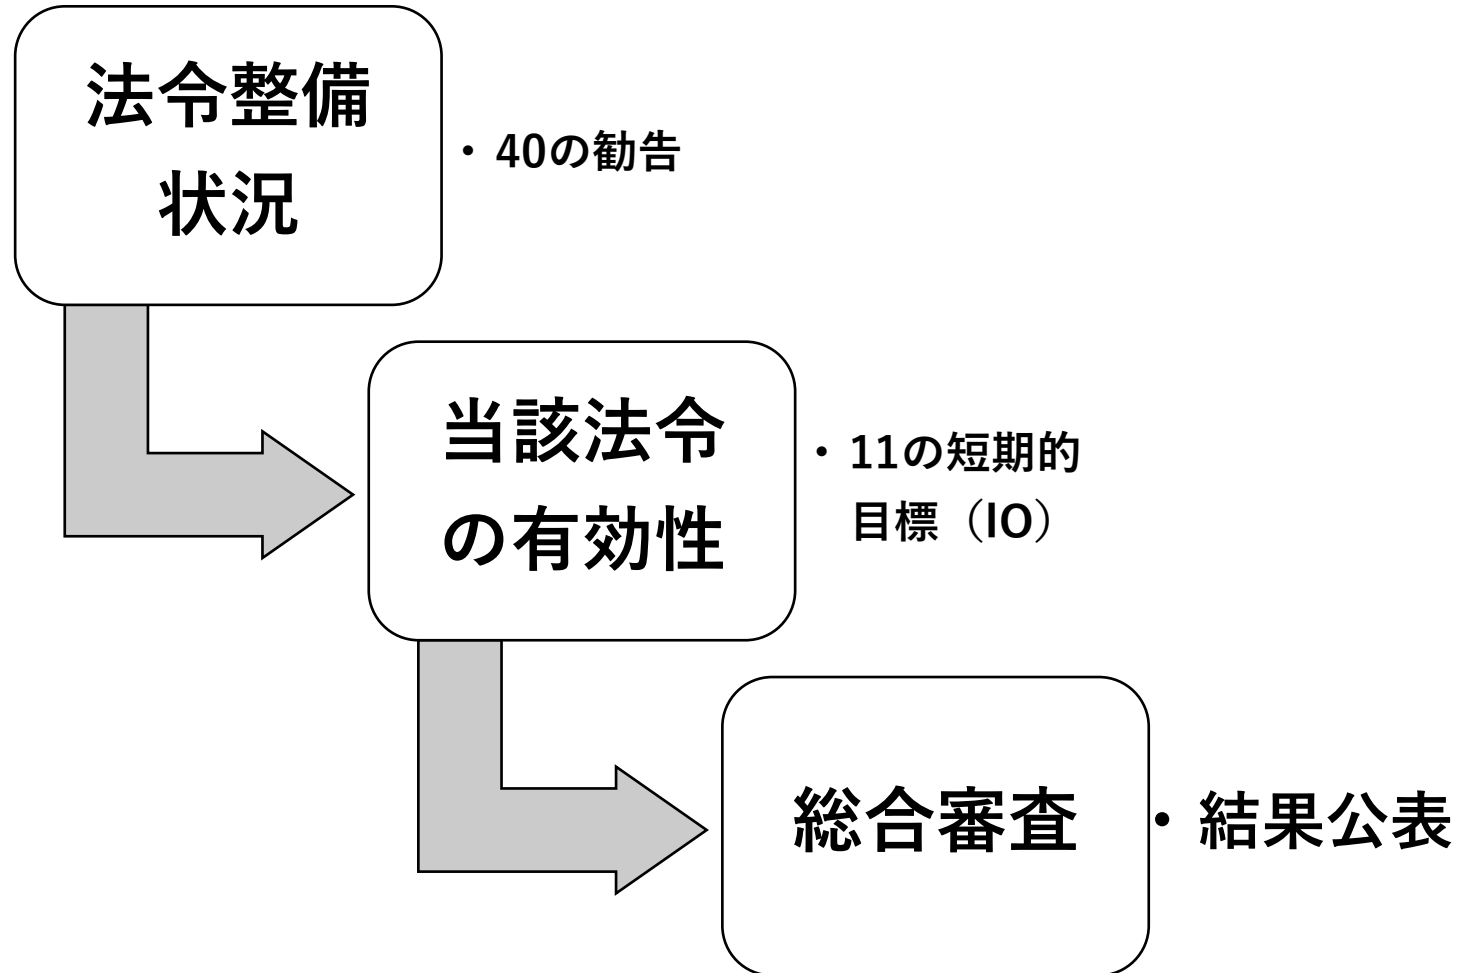 法令整備
状況
・40の勧告
当該法令
の有効性
・11の短期的
目標（IO）
総合審査
・結果公表